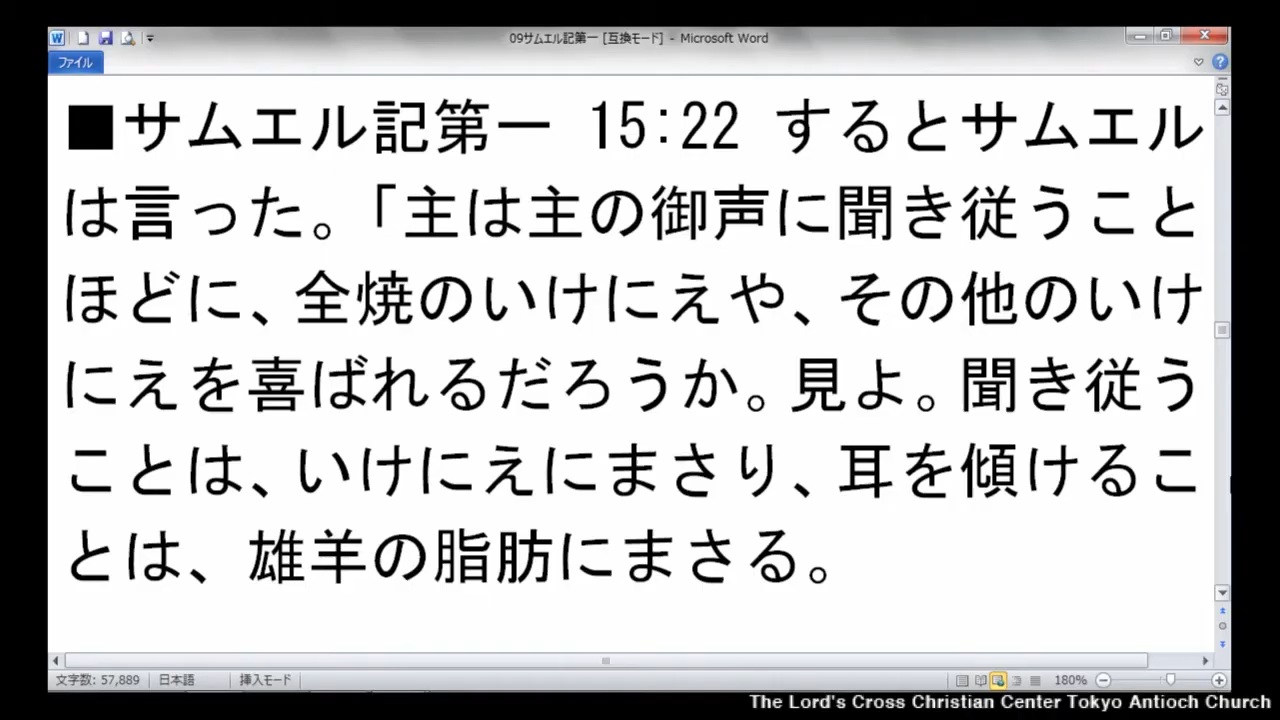 09サムエル記第一 [互換モード] - Microsoft Word
ファイル
■サムエル記第一 15:22 するとサムエル
は言った。「主は主の御声に聞き従うこと
ほどに、全焼のいけにえや、その他のいけ
にえを喜ばれるだろうか。見よ。聞き従う
ことは、いけにえにまさり、耳を傾けるこ
とは、雄羊の脂肪にまさる。
文字数: 57,889 日本語 挿入モード 180%
The Lord's Cross Christian Center Tokyo Antioch Church